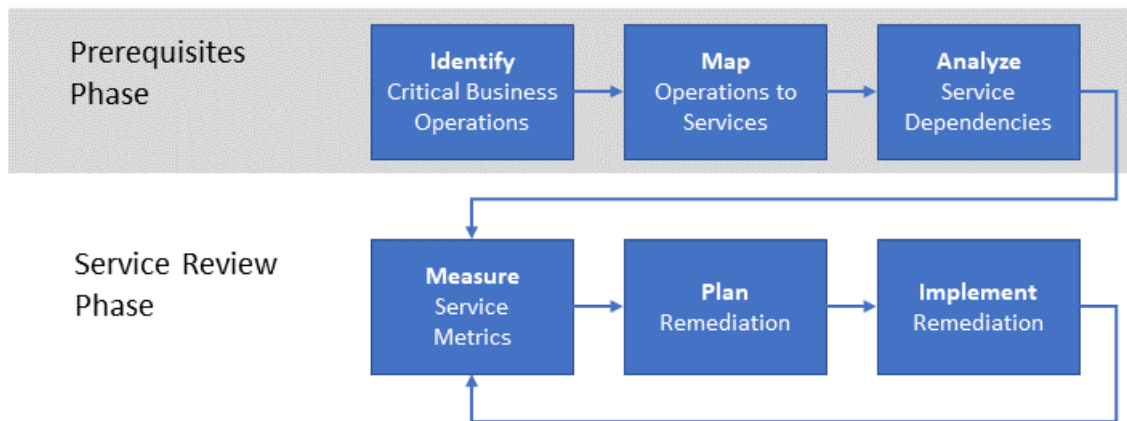 Prerequisites
Phase
Identify
Critical Business
Operations
Map
Operations to
Services
Analyze
Service
Dependencies
Service Review
Phase
Measure
Service
Metrics
Plan
Remediation
Implement
Remediation